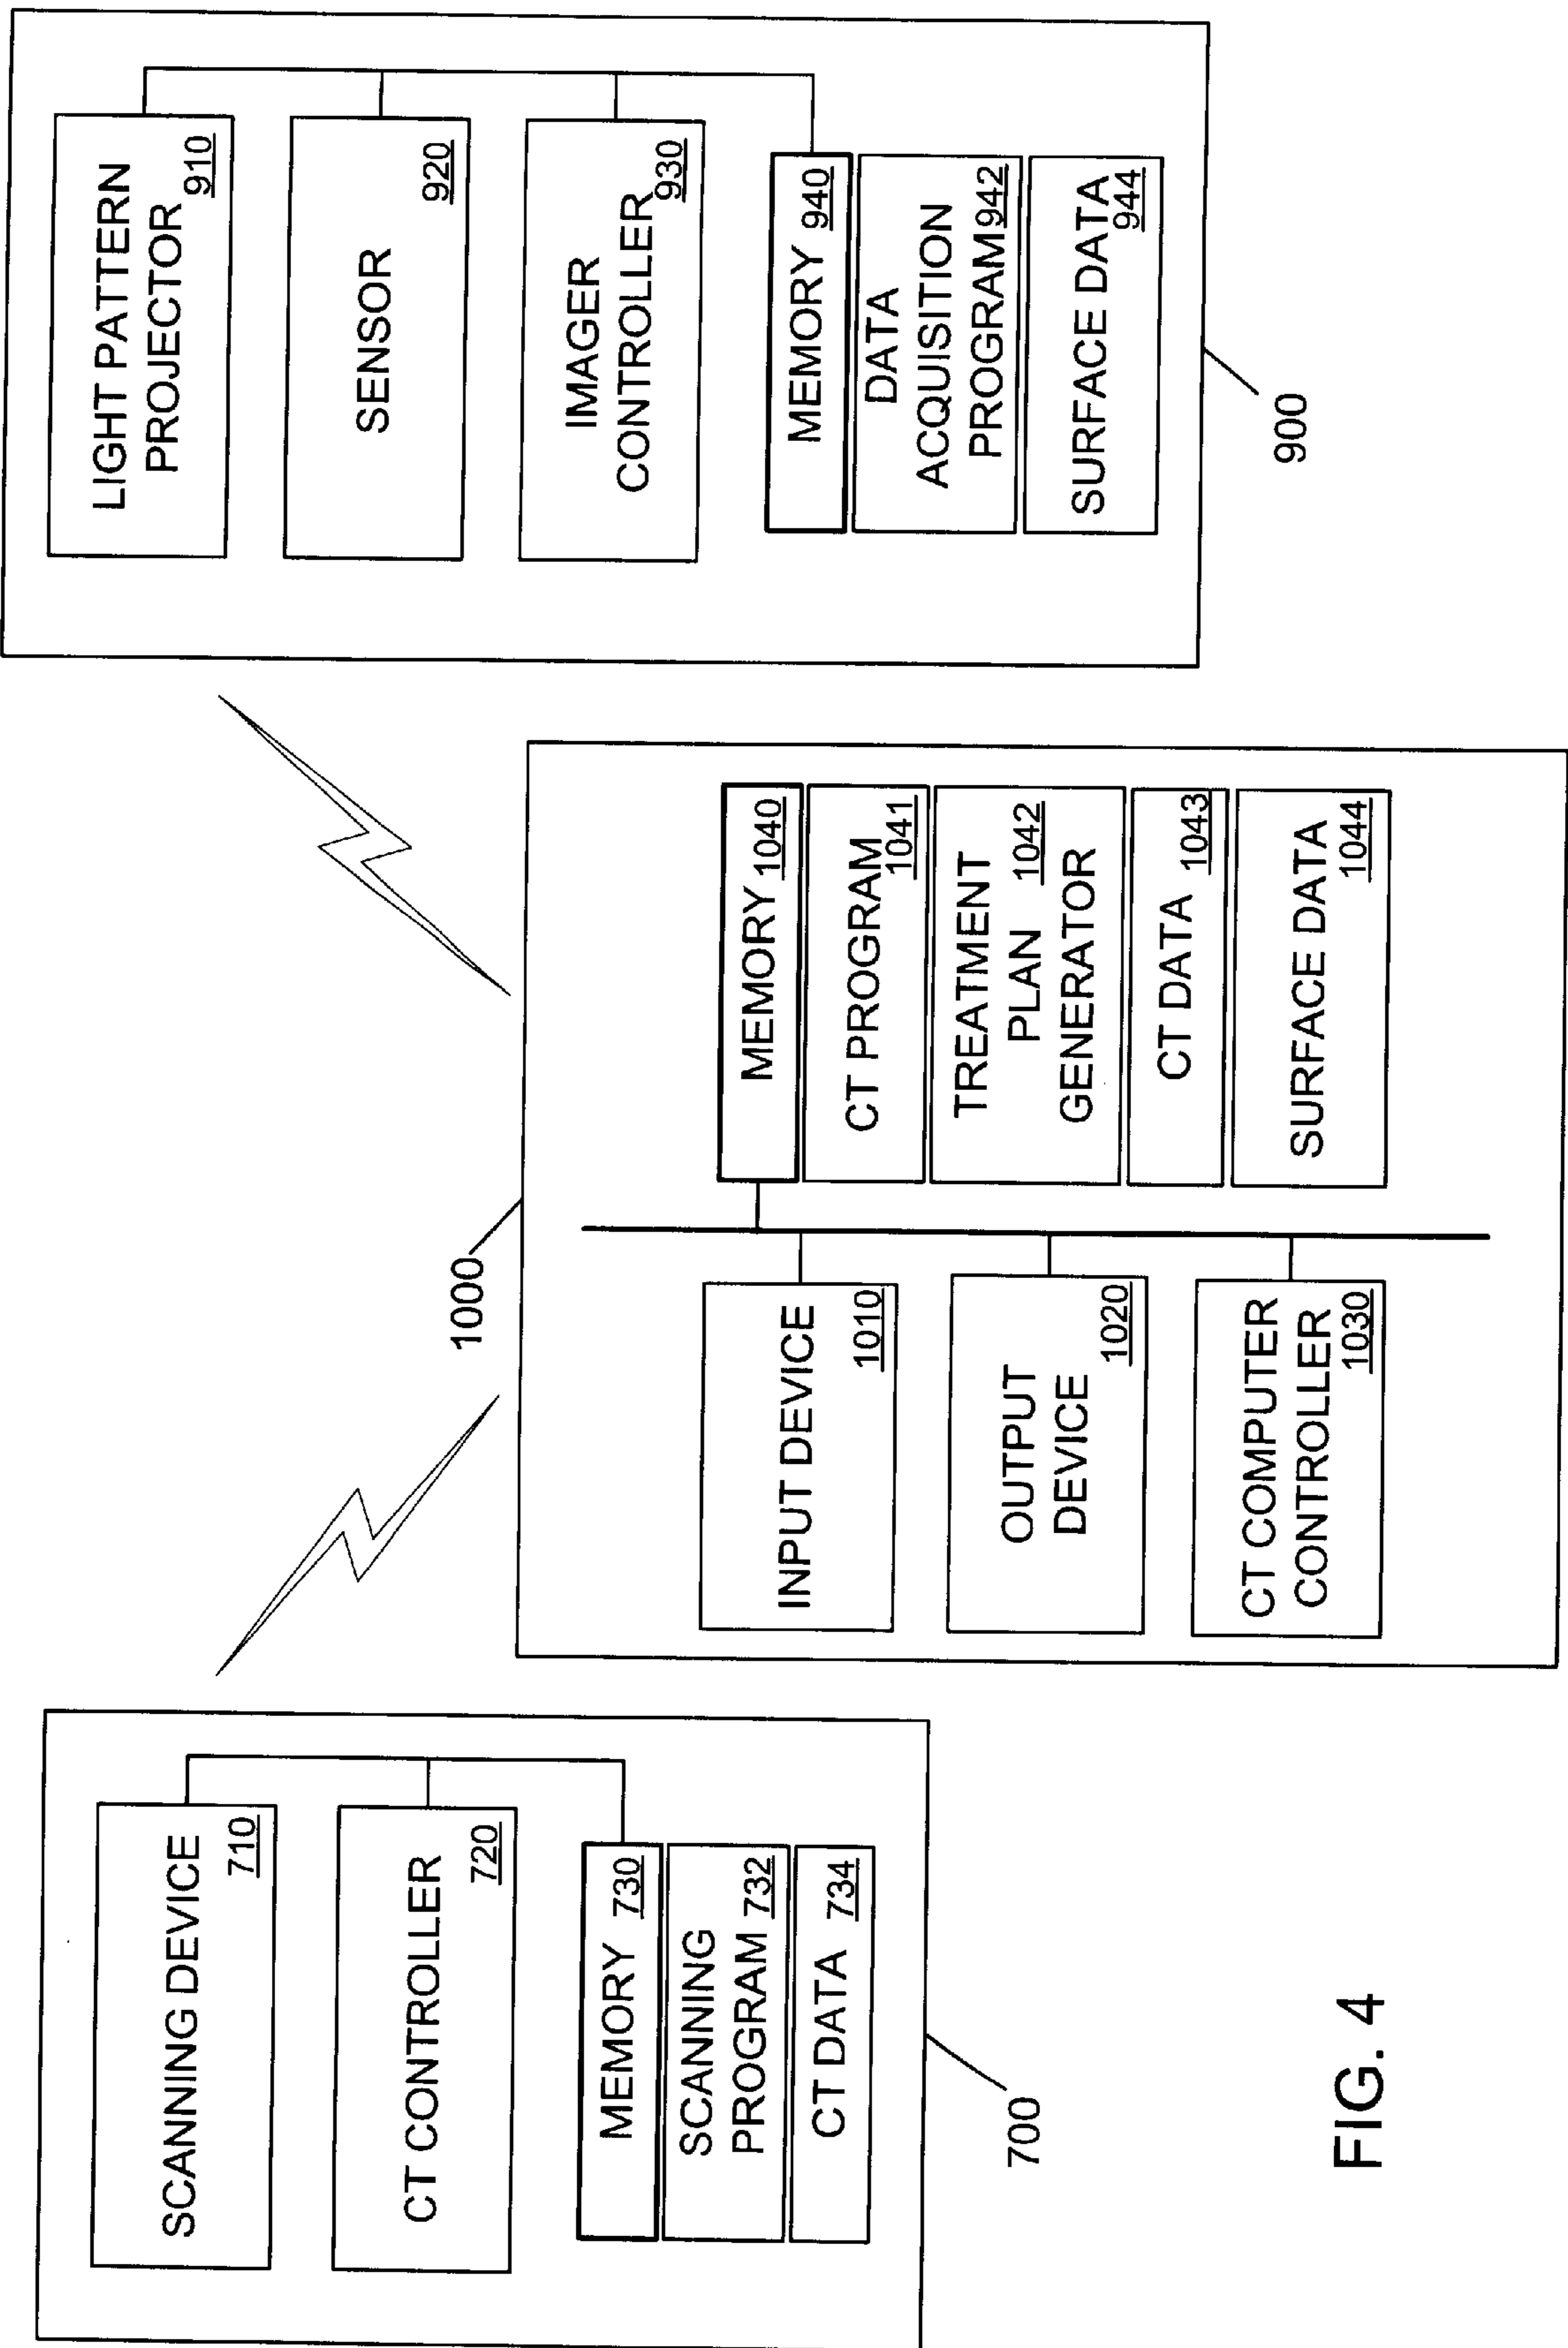 SCANNING DEVICE
710
CT CONTROLLER
720
MEMORY 730
SCANNING
PROGRAM 732
CT DATA 734
700
1000
INPUT DEVICE
1010
OUTPUT
DEVICE
1020
CT COMPUTER
CONTROLLER
1030
MEMORY 1040
CT PROGRAM
1041
TREATMENT
PLAN 1042
GENERATOR
CT DATA 1043
SURFACE DATA
1044
LIGHT PATTERN
PROJECTOR
910
SENSOR
920
IMAGER
CONTROLLER
930
MEMORY 940
DATA
ACQUISITION
PROGRAM 942
SURFACE DATA
944
900
FIG. 4